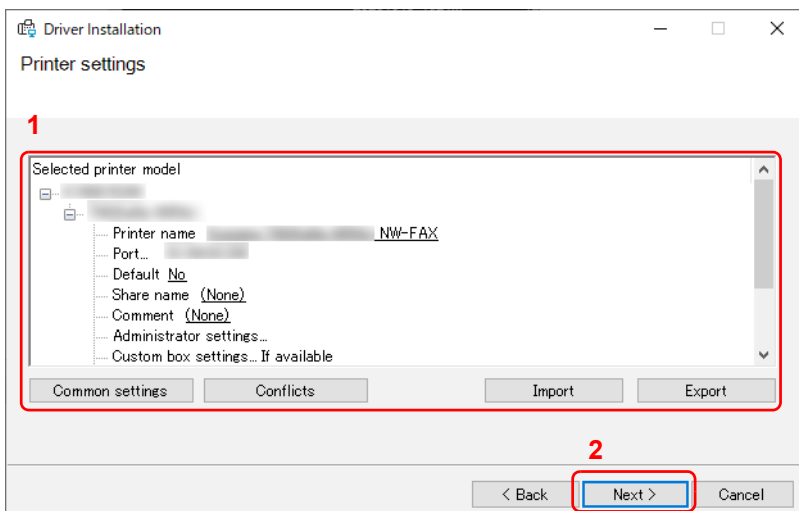 Driver Installation
Printer settings
1
Selected printer model
Printer name NW-FAX
Port...
Default No
Share name (None)
Comment (None)
Administrator settings...
Custom box settings... If available
Common settings Conflicts Import Export
2
< Back Next > Cancel